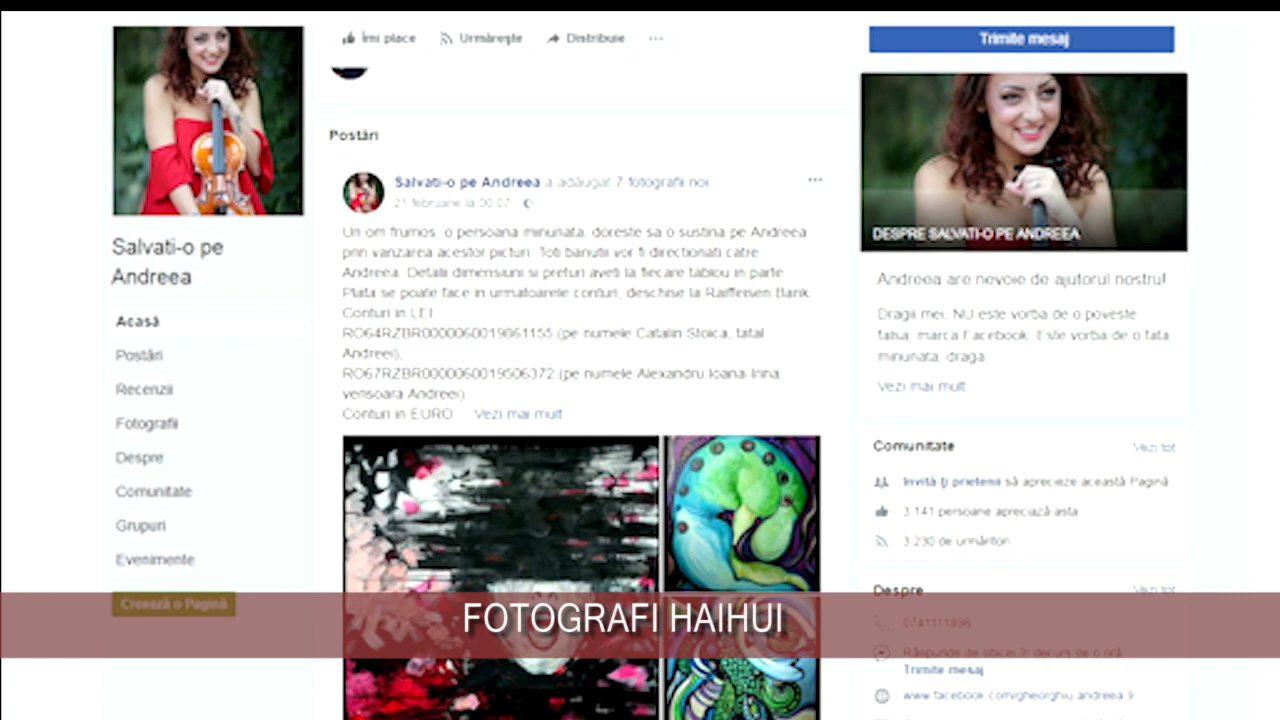 Îmi place Urmărește Distribuie ...
Trimite mesaj
Postări
Salvati-o pe Andreea a adăugat 7 fotografii noi
21 februarie la 00:07
Un om frumos, o persoana minunata, doreste sa o sustina pe Andreea
prin vanzarea acestor picturi. Toti banutii vor fi directionati catre
Andreea. Detalii dimensiuni si preturi aveti la fiecare tablou in parte
Plata se poate face in urmatoarele conturi, deschise la Raiffeisen Bank
Conturi in LEI
RO64RZBR0000060019861155 (pe numele Catalin Stoica, tatal
Andreei),
RO67RZBR0000060019506372 (pe numele Alexandru Ioana-Irina,
verisoara Andreei)
Conturi in EURO Vezi mai mult
Salvati-o pe
Andreea
Acasă
Postări
Recenzii
Fotografii
Despre
Comunitate
Grupuri
Evenimente
Creează o Pagină
DESPRE SALVATI-O PE ANDREEA
Andreea are nevoie de ajutorul nostru!
Dragii mei, NU este vorba de o poveste
falsa, marca Facebook. Este vorba de o fata
minunata, draga
Vezi mai mult
Comunitate Vezi tot
Invită-ți prietenii să aprecieze această Pagină
3.141 persoane apreciază asta
3.230 de urmăritori
Despre Vezi tot
Răspunde de obicei în decurs de o oră
Trimite mesaj
www.facebook.com/gheorghiu.andreea.9
FOTOGRAFI HAIHUI